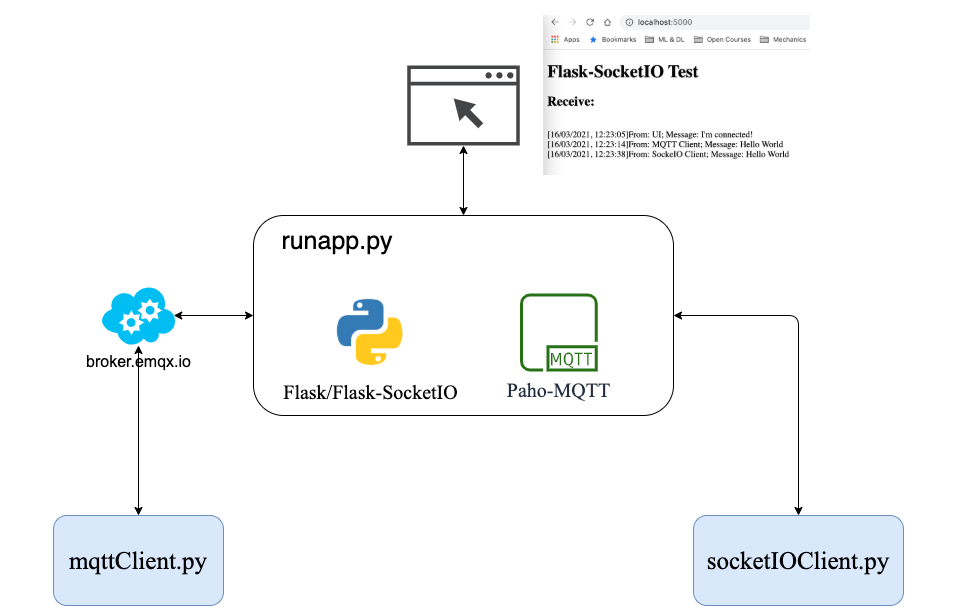 localhost:5000
Apps Bookmarks ML & DL Open Courses Mechanics
Flask-SocketIO Test
Receive:
[16/03/2021, 12:23:05]From: UI; Message: I'm connected!
[16/03/2021, 12:23:14]From: MQTT Client; Message: Hello World
[16/03/2021, 12:23:38]From: SockeIO Client; Message: Hello World
runapp.py
broker.emqx.io
MQTT
Flask/Flask-SocketIO
Paho-MQTT
mqttClient.py
socketIOClient.py